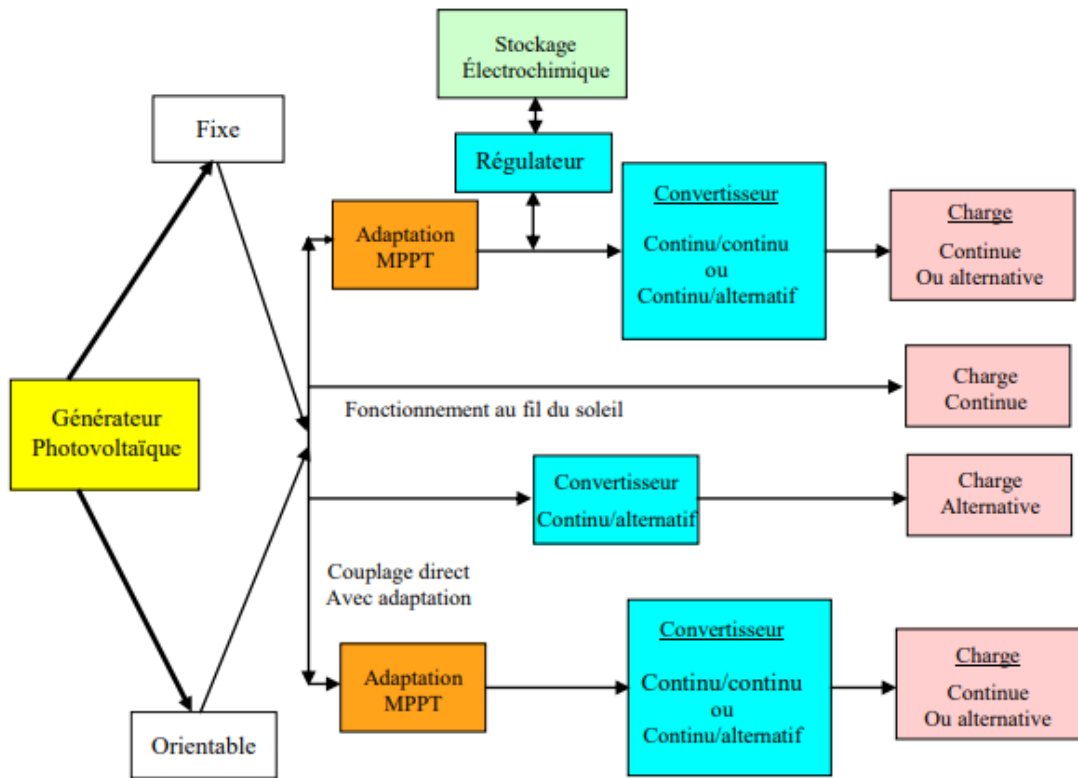 Stockage
Électrochimique
Fixe
Régulateur
Convertisseur
Continu/continu
ou
Continu/alternatif
Charge
Continue
Ou alternative
Adaptation
MPPT
Générateur
Photovoltaïque
Fonctionnement au fil du soleil
Charge
Continue
Convertisseur
Continu/alternatif
Charge
Alternative
Couplage direct
Avec adaptation
Adaptation
MPPT
Convertisseur
Continu/continu
ou
Continu/alternatif
Charge
Continue
Ou alternative
Orientable